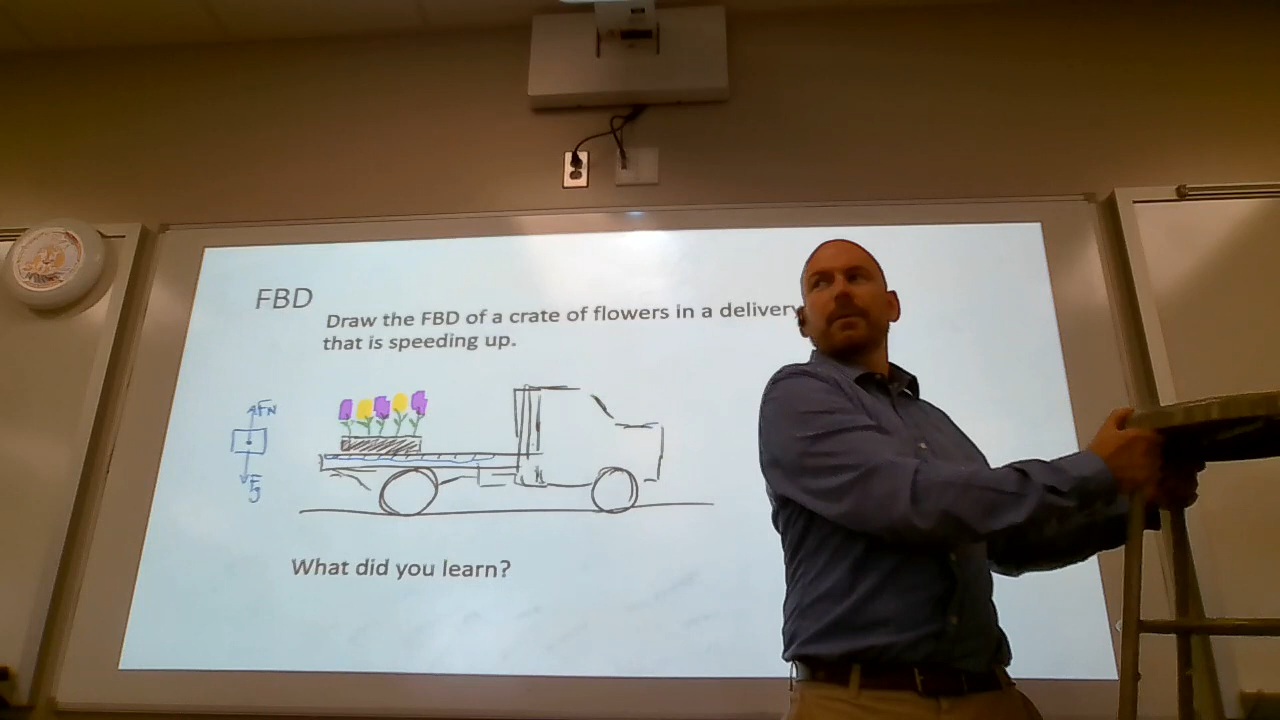 FBD
Draw the FBD of a crate of flowers in a delivery
that is speeding up.
FN
Fg
What did you learn?